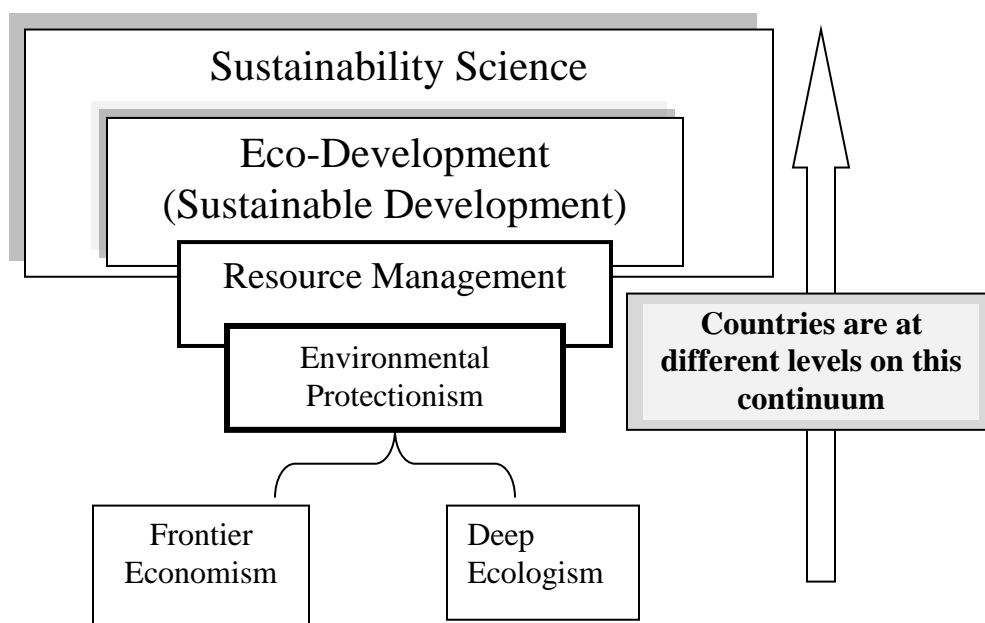 Sustainability Science
Eco-Development
(Sustainable Development)
Resource Management
Environmental
Protectionism
Countries are at
different levels on this
continuum
Frontier
Economism
Deep
Ecologism